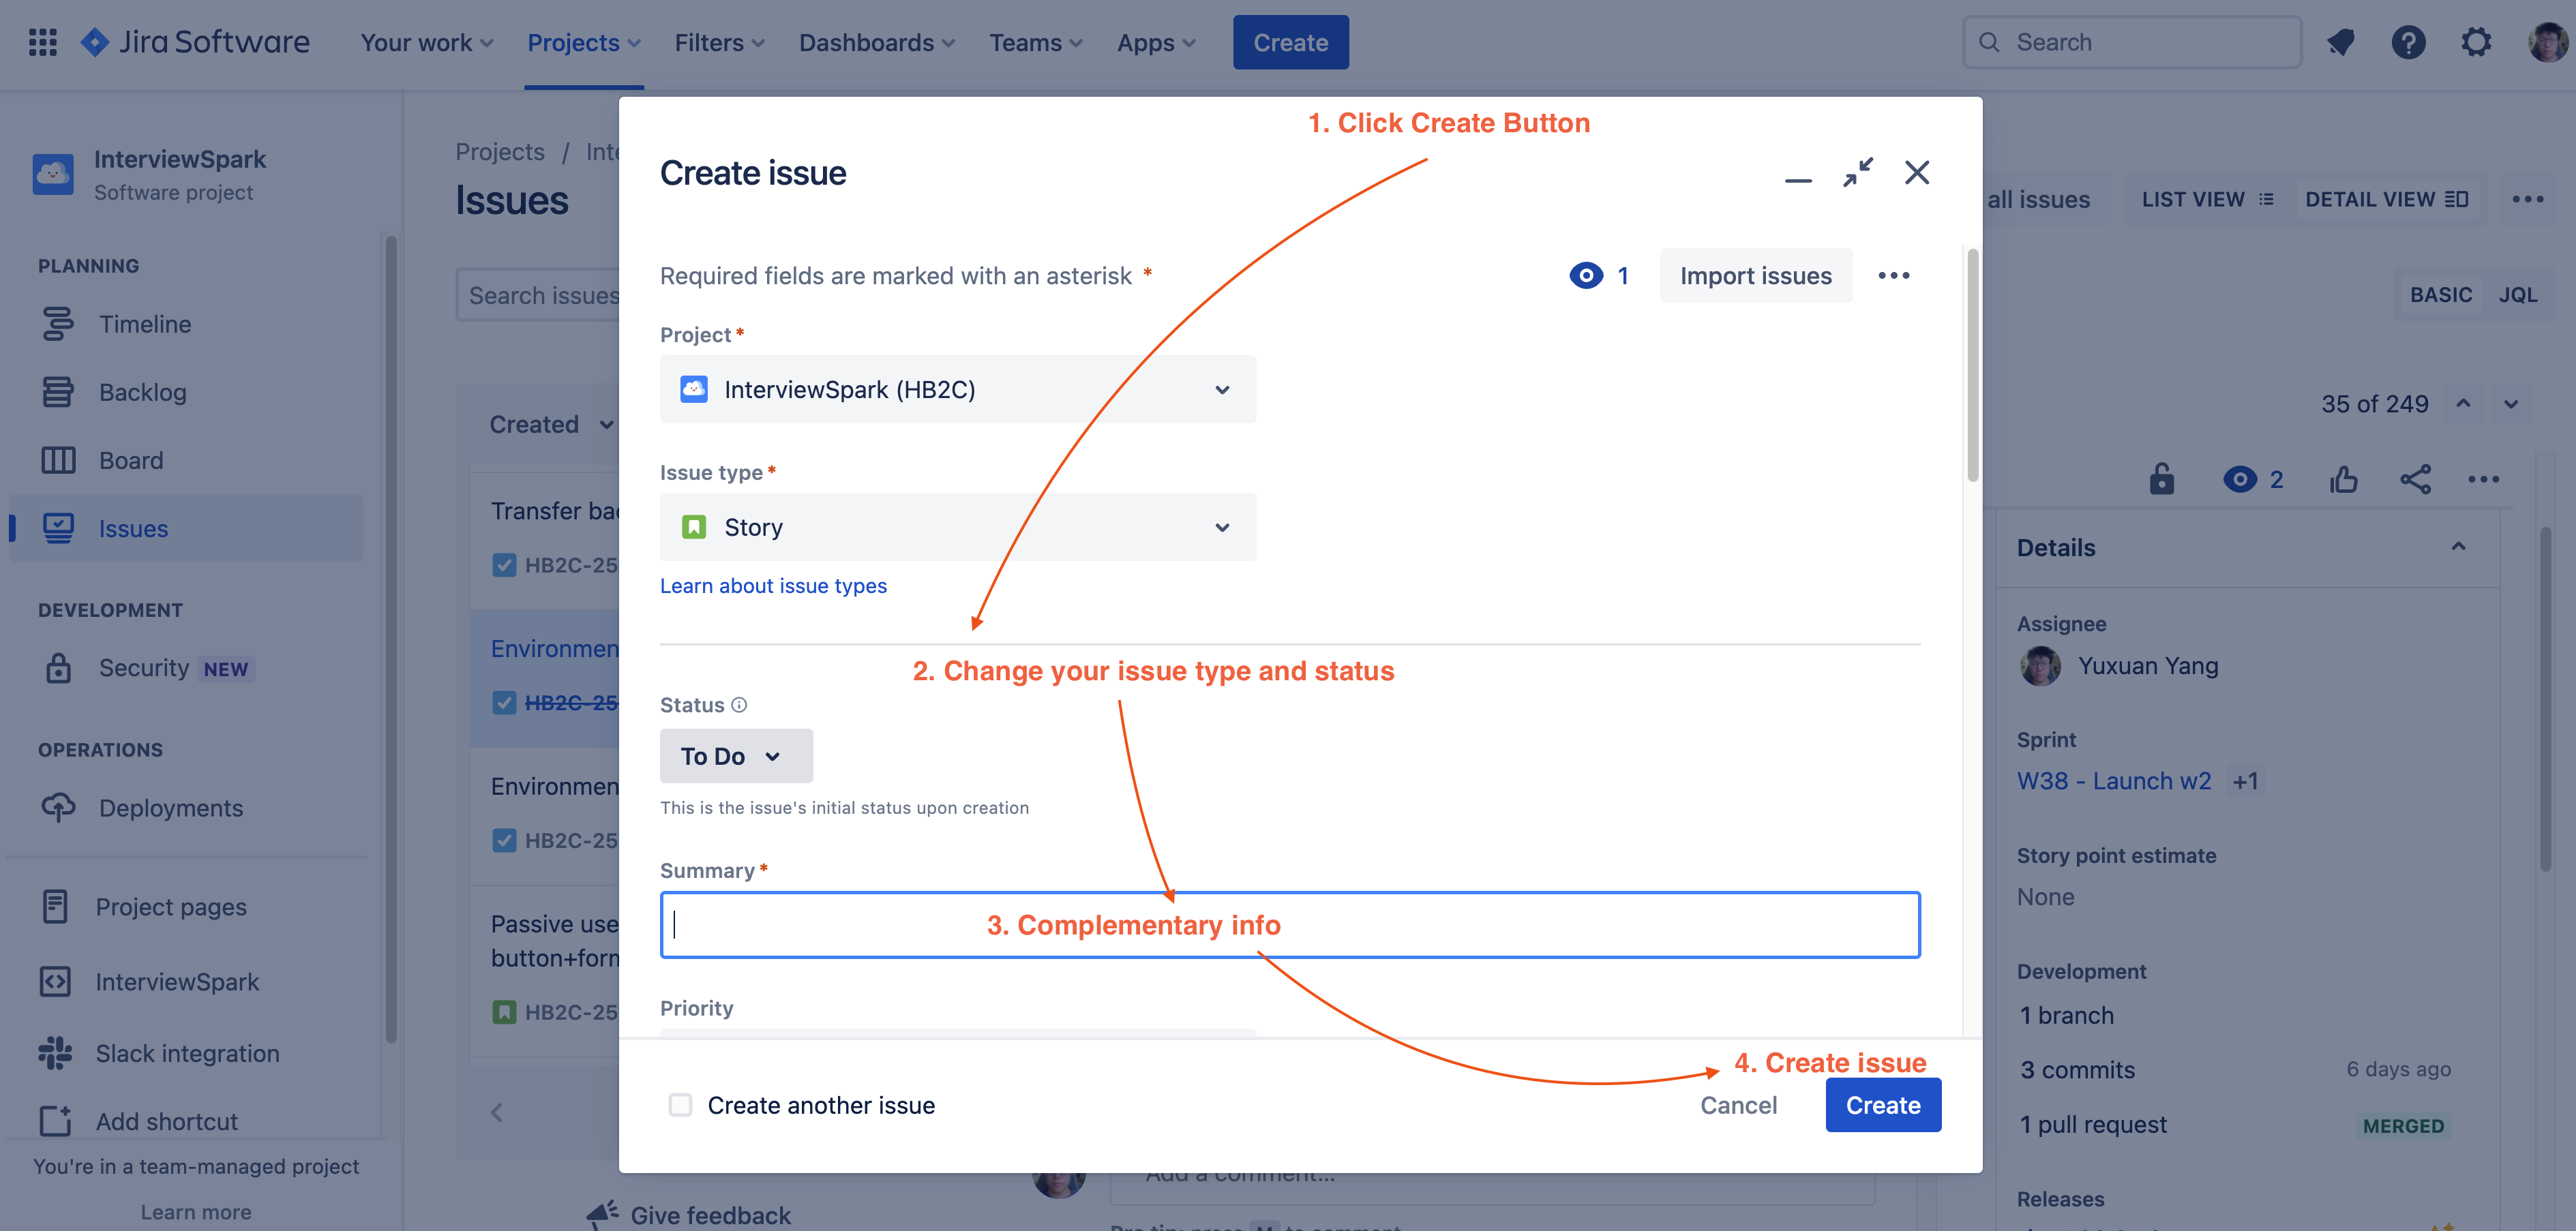 Jira Software
Your work
Projects
Filters
Dashboards
Teams
Apps
Create
Search
InterviewSpark
Software project
PLANNING
Timeline
Backlog
Board
Issues
DEVELOPMENT
Security NEW
OPERATIONS
Deployments
Project pages
InterviewSpark
Slack integration
Add shortcut
You're in a team-managed project
Learn more
Projects /
Issues
Search issues
Created
Transfer
HB2C-25
HB2C-25
HB2C-25
Passive
HB2C-25
Give feedback
1. Click Create Button
Create issue
Required fields are marked with an asterisk *
1
Import issues
Project *
InterviewSpark (HB2C)
Issue type *
Story
Learn about issue types
2. Change your issue type and status
Status
To Do
This is the issue's initial status upon creation
Summary *
3. Complementary info
Priority
4. Create issue
Create another issue
Cancel
Create
Add a comment...
all issues
LIST VIEW
DETAIL VIEW
BASIC
JQL
35 of 249
2
Details
Assignee
Yuxuan Yang
Sprint
W38 - Launch w2 +1
Story point estimate
None
Development
1 branch
3 commits
6 days ago
1 pull request
MERGED
Releases